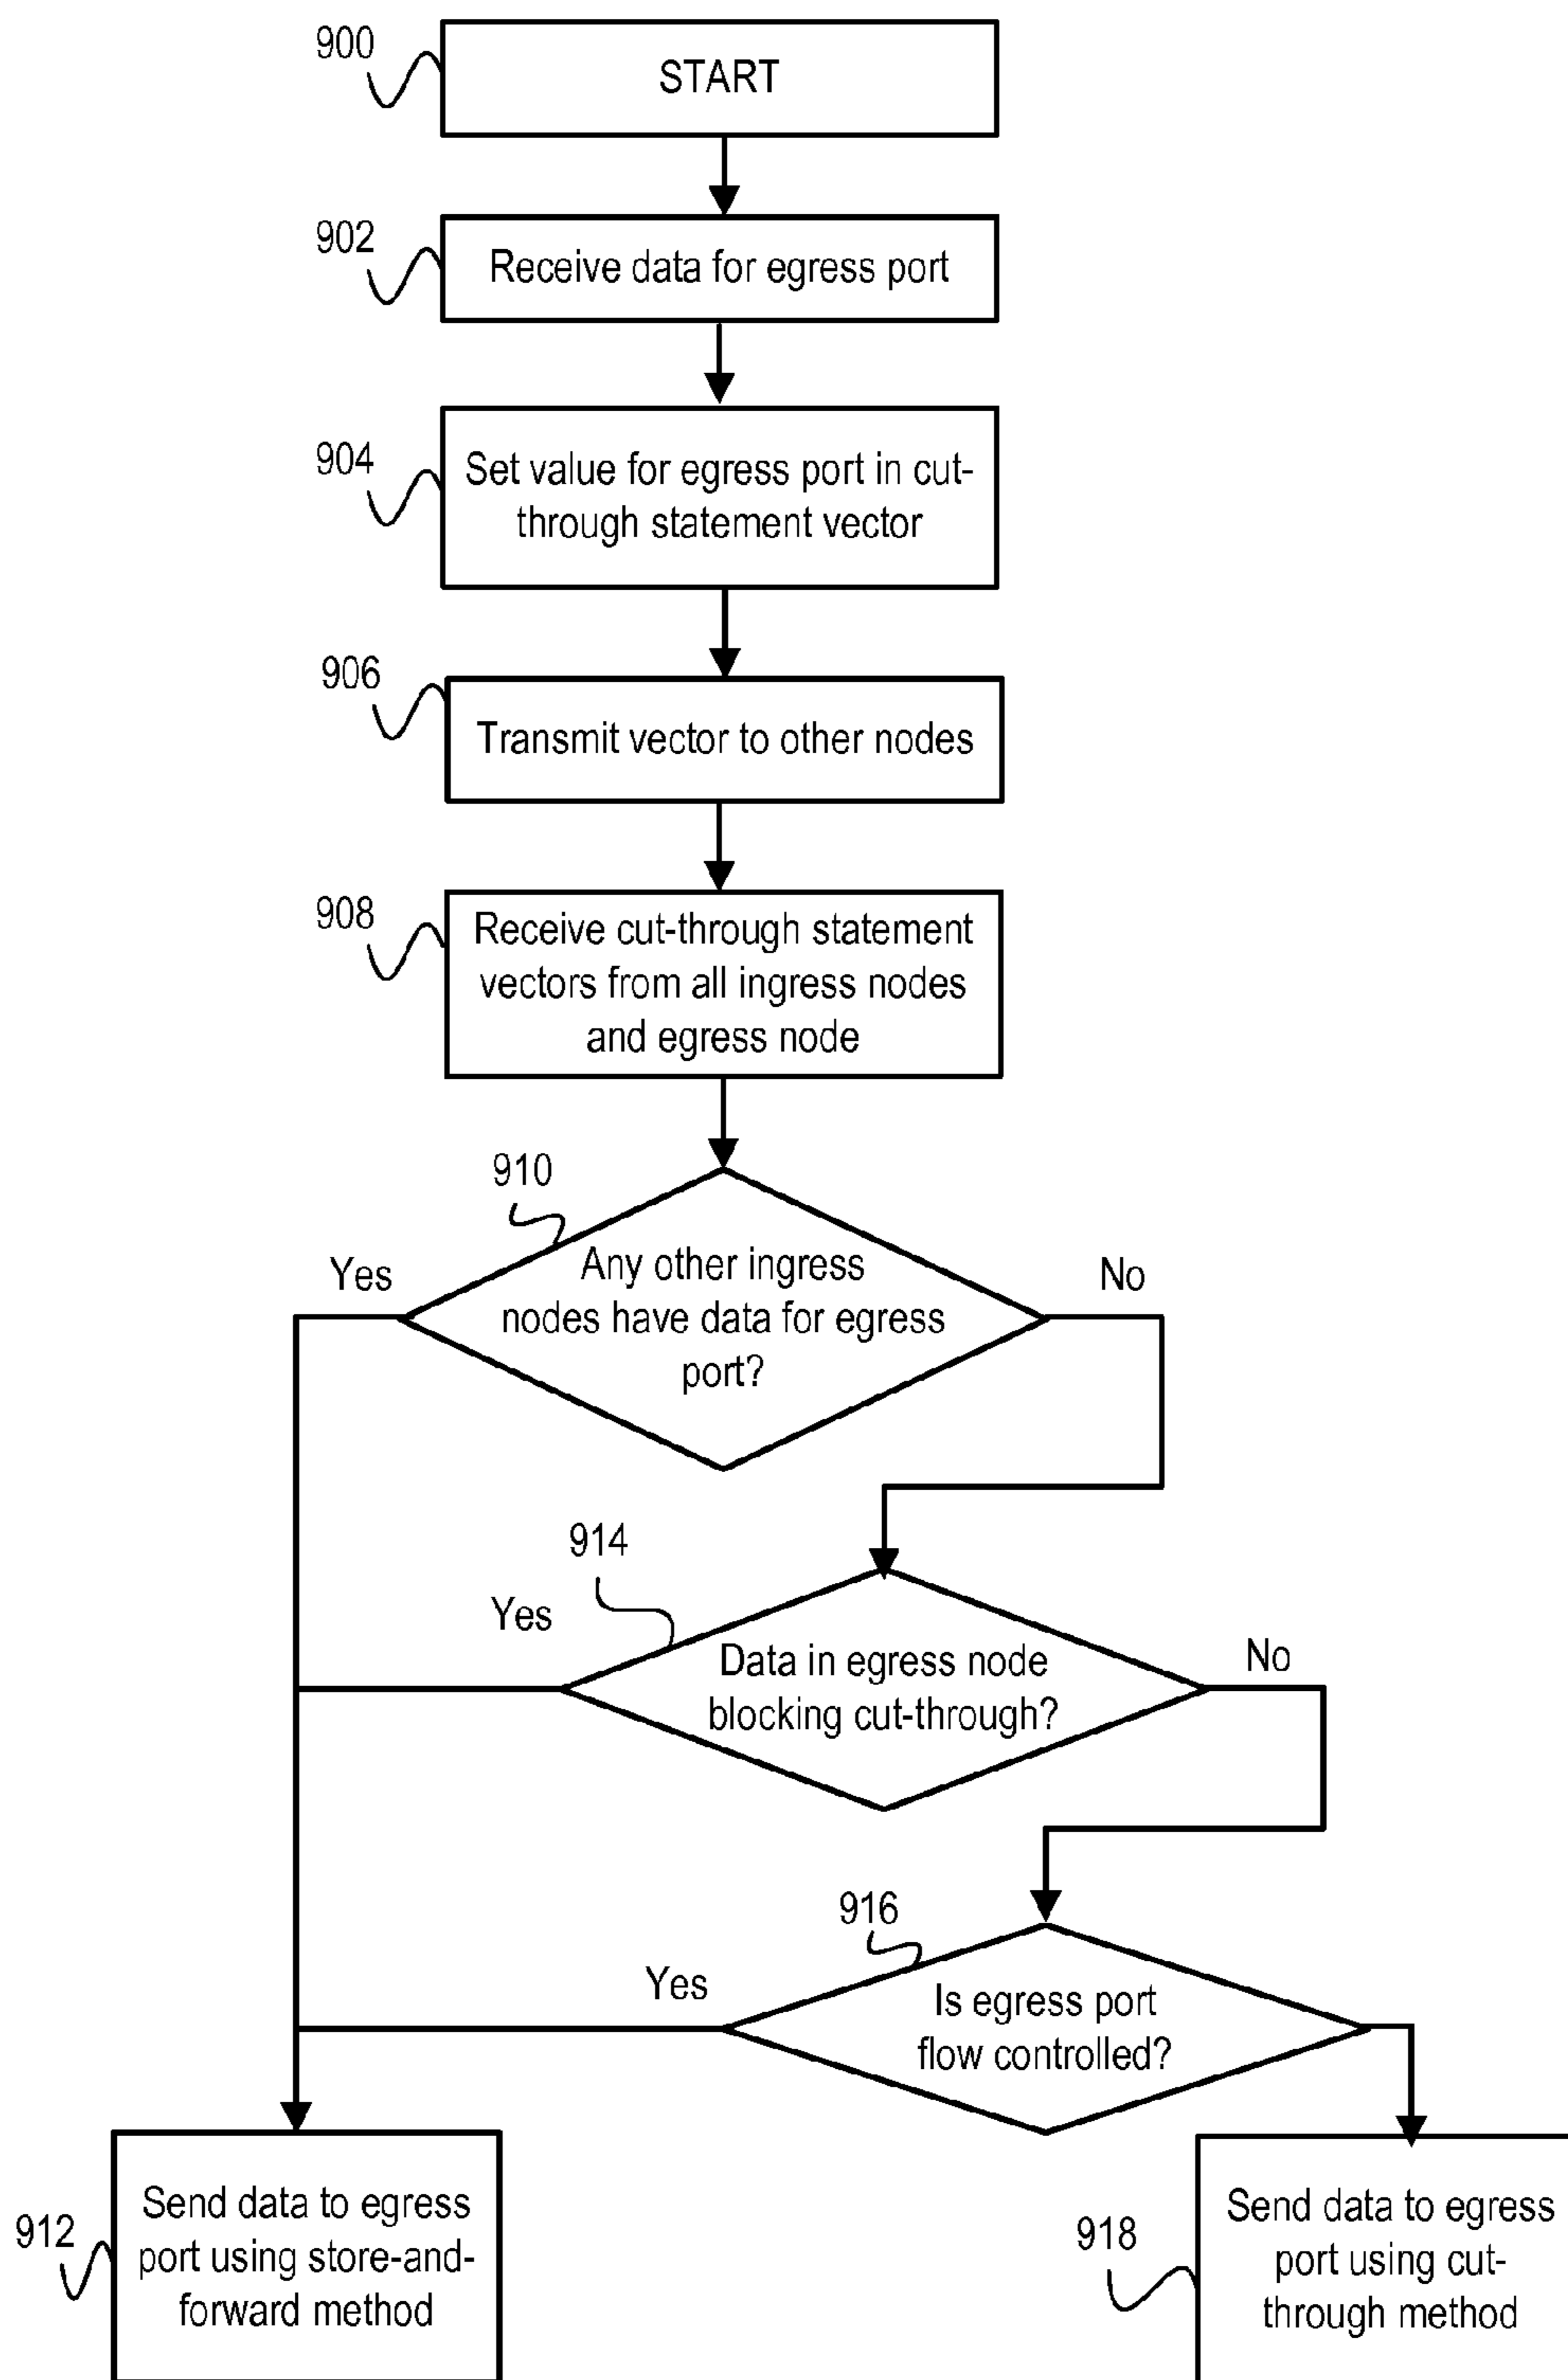 900
START
902
Receive data for egress port
904
Set value for egress port in cut-
through statement vector
906
Transmit vector to other nodes
908
Receive cut-through statement
vectors from all ingress nodes
and egress node
910
Yes
Any other ingress
nodes have data for egress
port?
No
914
Yes
Data in egress node
blocking cut-through?
No
916
Yes
Is egress port
flow controlled?
912
Send data to egress
port using store-and-
forward method
918
Send data to egress
port using cut-
through method